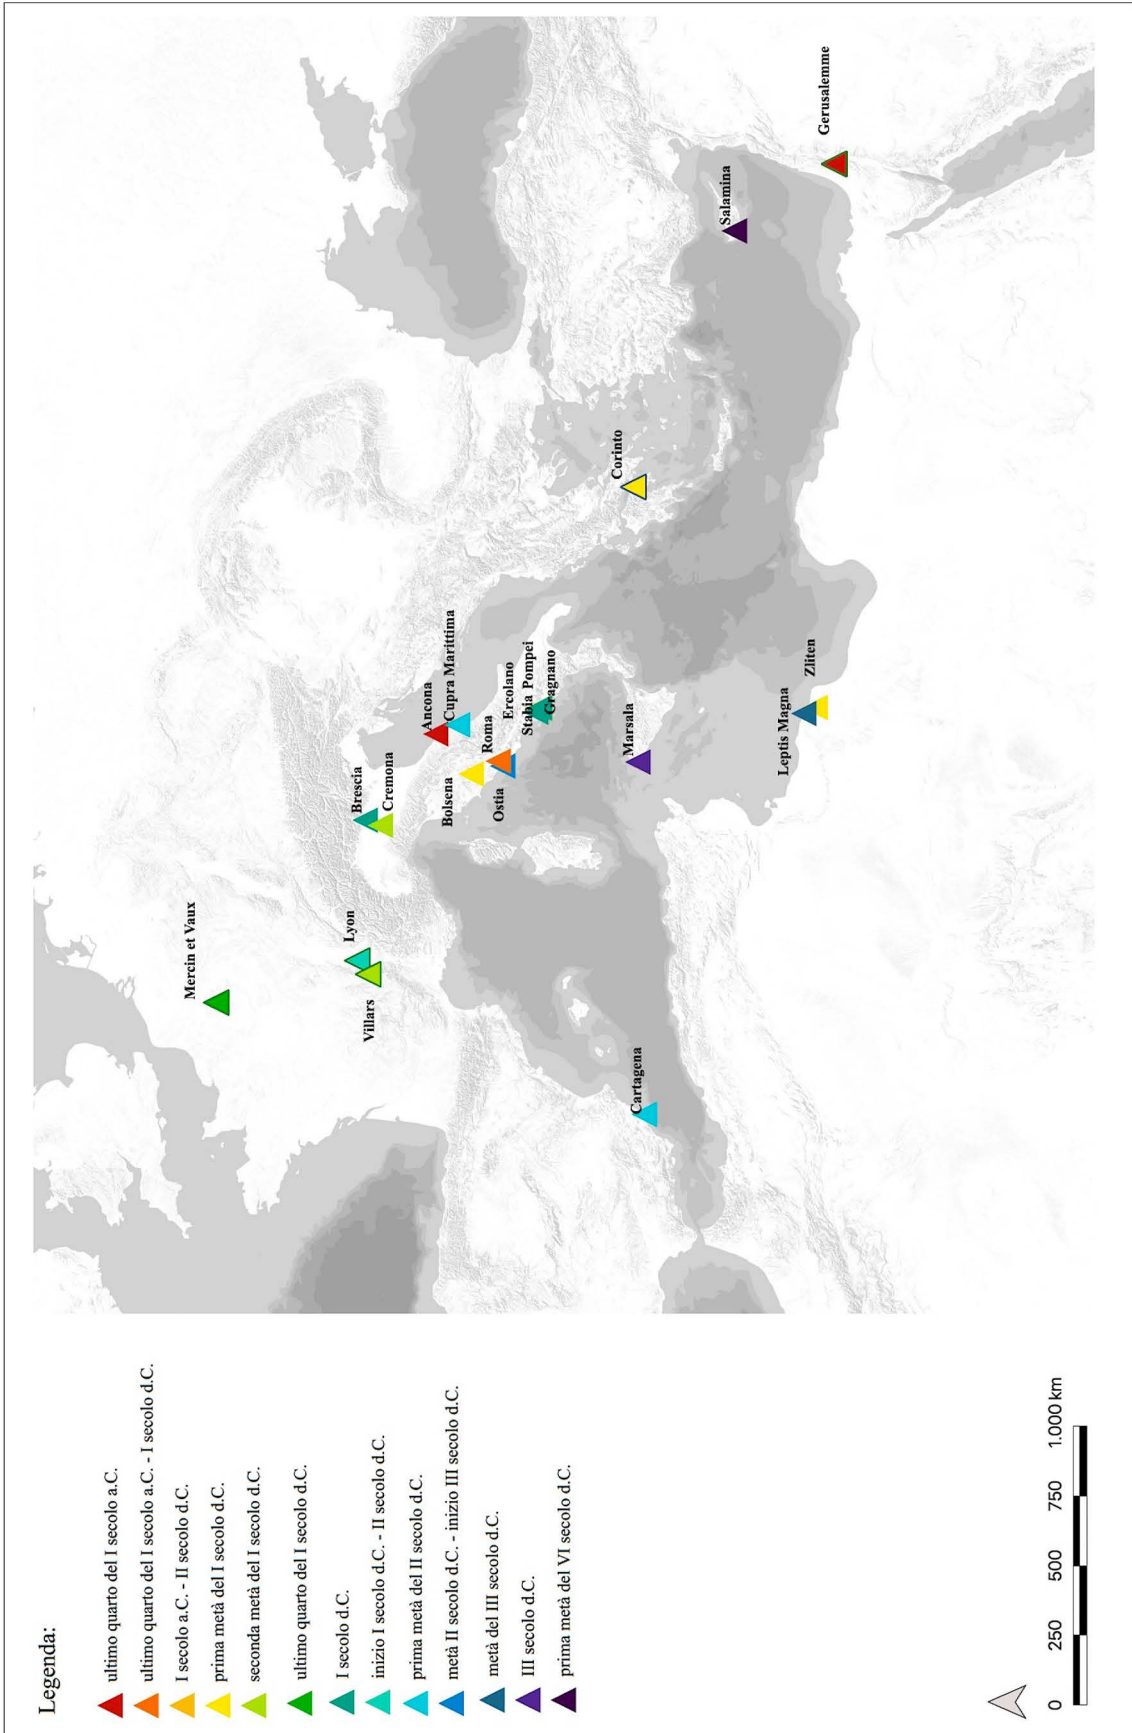 Legenda:
ultimo quarto del I secolo a.C.
ultimo quarto del I secolo a.C. - I secolo d.C.
I secolo a.C. - II secolo d.C.
prima metà del I secolo d.C.
seconda metà del I secolo d.C.
ultimo quarto del I secolo d.C.
I secolo d.C.
inizio I secolo d.C. - II secolo d.C.
prima metà del II secolo d.C.
metà II secolo d.C. - inizio III secolo d.C.
metà del III secolo d.C.
III secolo d.C.
prima metà del VI secolo d.C.
0 250 500 750 1.000 km
Mercin et Vaux
Lyon
Villars
Brescia
Cremona
Ancona
Cupra Marittima
Bolsena
Roma
Ostia
Ercolano
Stabia Pompei
Gragnano
Corinto
Cartagena
Marsala
Salamina
Leptis Magna
Zliten
Gerusalemme